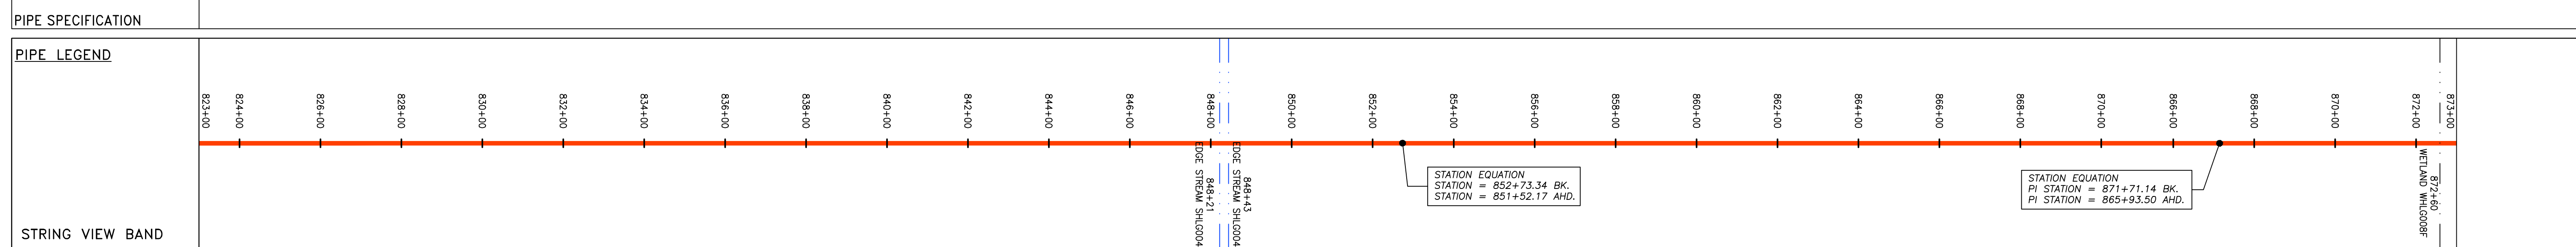 PIPE SPECIFICATION
PIPE LEGEND
823+00
824+00
826+00
828+00
830+00
832+00
834+00
836+00
838+00
840+00
842+00
844+00
846+00
848+00
850+00
852+00
854+00
856+00
858+00
860+00
862+00
864+00
866+00
868+00
870+00
866+00
868+00
870+00
872+00
873+00
848+21
EDGE STREAM SHLG004
848+43
EDGE STREAM SHLG004
STATION EQUATION
STATION = 852+73.34 BK.
STATION = 851+52.17 AHD.
STATION EQUATION
PI STATION = 871+71.14 BK.
PI STATION = 865+93.50 AHD.
872+60
WETLAND WHLG008F
STRING VIEW BAND